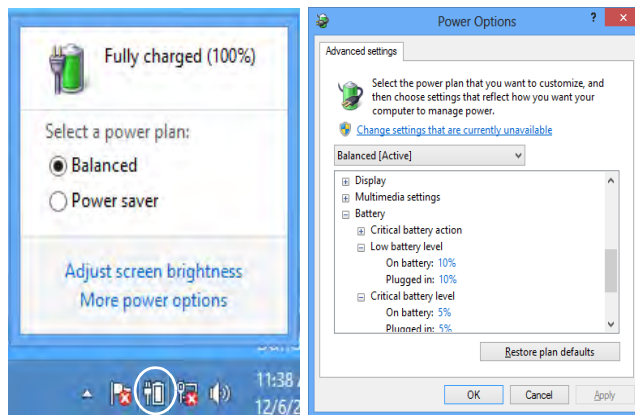 Fully charged (100%)
Select a power plan:
Balanced
Power saver
Adjust screen brightness
More power options
11:38
12/6/2
Power Options
?
x
Advanced settings
Select the power plan that you want to customize, and
then choose settings that reflect how you want your
computer to manage power.
Change settings that are currently unavailable
Balanced [Active]
Display
Multimedia settings
Battery
Critical battery action
Low battery level
On battery: 10%
Plugged in: 10%
Critical battery level
On battery: 5%
Plugged in: 5%
Restore plan defaults
OK
Cancel
Apply